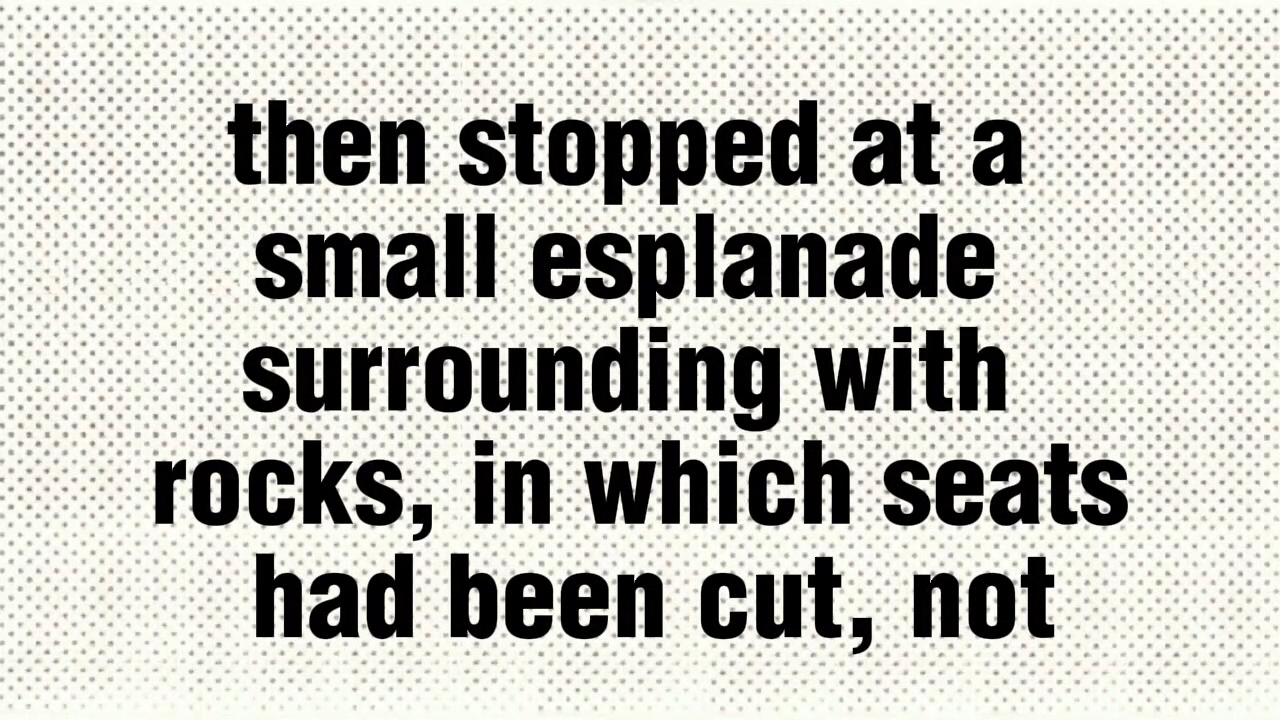 then stopped at a
small esplanade
surrounding with
rocks, in which seats
had been cut, not